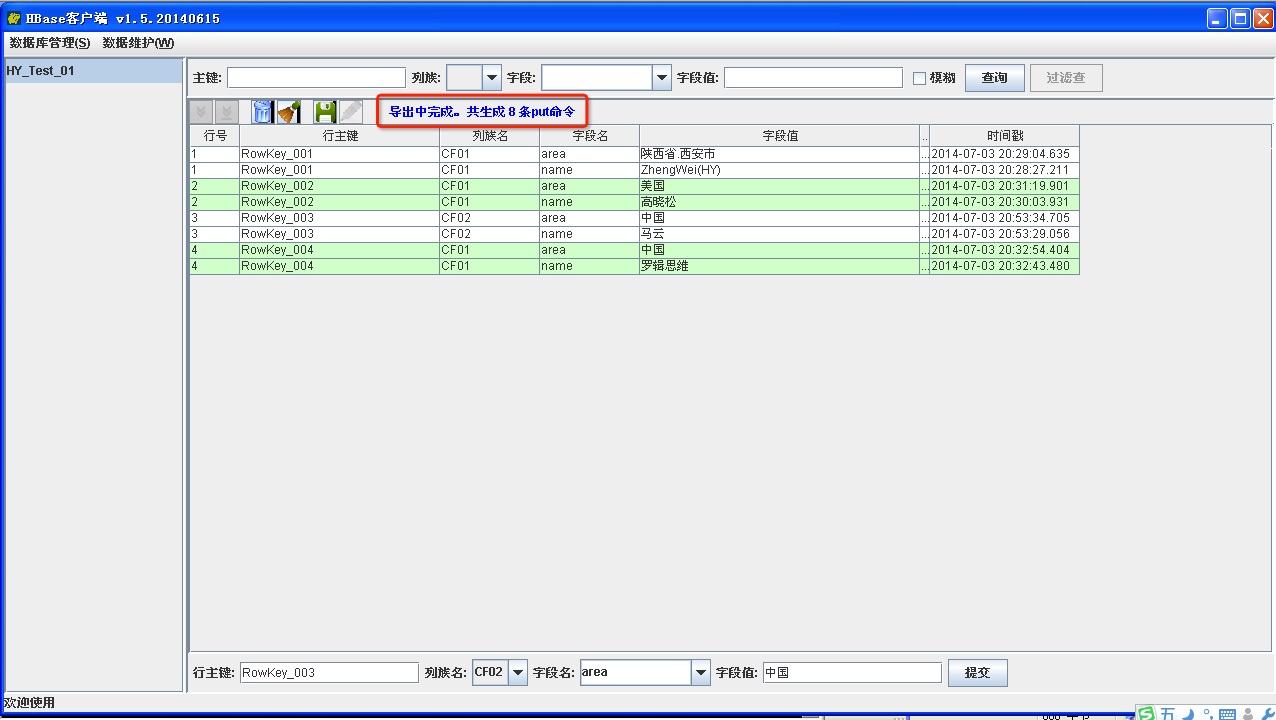 HBase客户端 v1.5.20140615
数据库管理(S) 数据维护(W)
HY_Test_01
主键: 列族: 字段: 字段值: 模糊 查询 过滤查
导出中完成。共生成 8 条put命令
行号 行主键 列族名 字段名 字段值 .. 时间戳
1 RowKey_001 CF01 area 陕西省.西安市 ... 2014-07-03 20:29:04.635
1 RowKey_001 CF01 name ZhengWei(HY) ... 2014-07-03 20:28:27.211
2 RowKey_002 CF01 area 美国 ... 2014-07-03 20:31:19.901
2 RowKey_002 CF01 name 高晓松 ... 2014-07-03 20:30:03.931
3 RowKey_003 CF02 area 中国 ... 2014-07-03 20:53:34.705
3 RowKey_003 CF02 name 马云 ... 2014-07-03 20:53:29.056
4 RowKey_004 CF01 area 中国 ... 2014-07-03 20:32:54.404
4 RowKey_004 CF01 name 罗辑思维 ... 2014-07-03 20:32:43.480
行主键: RowKey_003 列族名: CF02 字段名: area 字段值: 中国 提交
欢迎使用
五